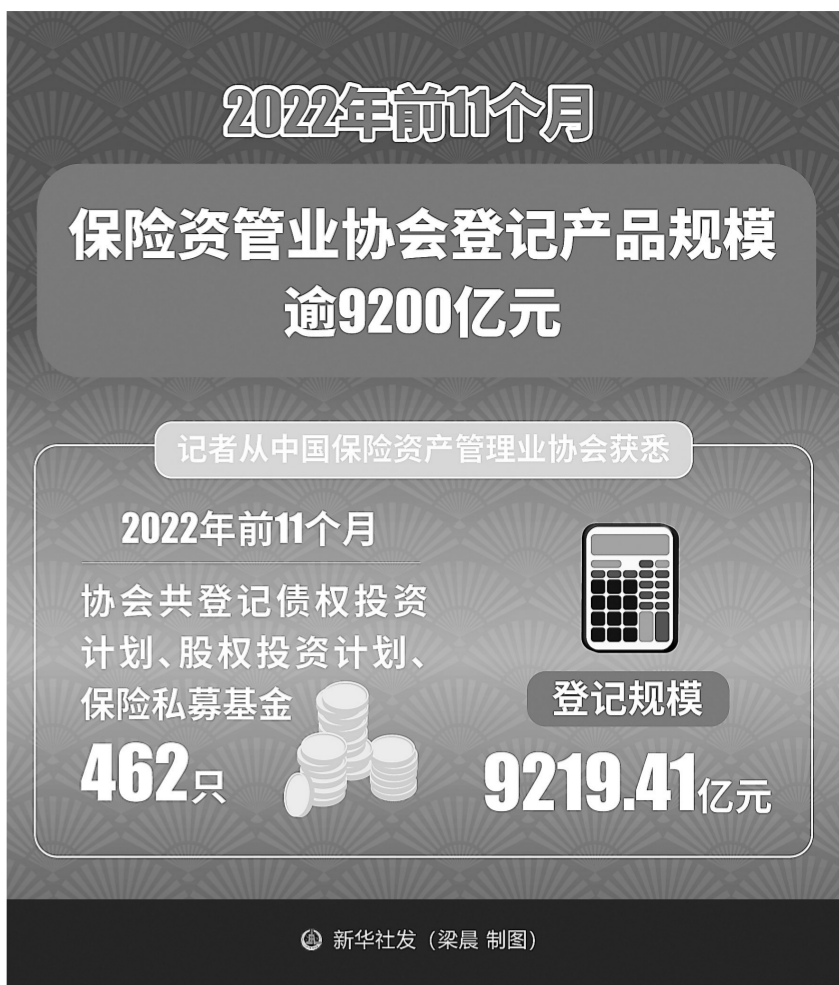 2022年前11个月
保险资管业协会登记产品规模
逾9200亿元
记者从中国保险资产管理业协会获悉
2022年前11个月
协会共登记债权投资
计划、股权投资计划、
保险私募基金
462只
登记规模
9219.41亿元
新华社发（梁晨 制图）